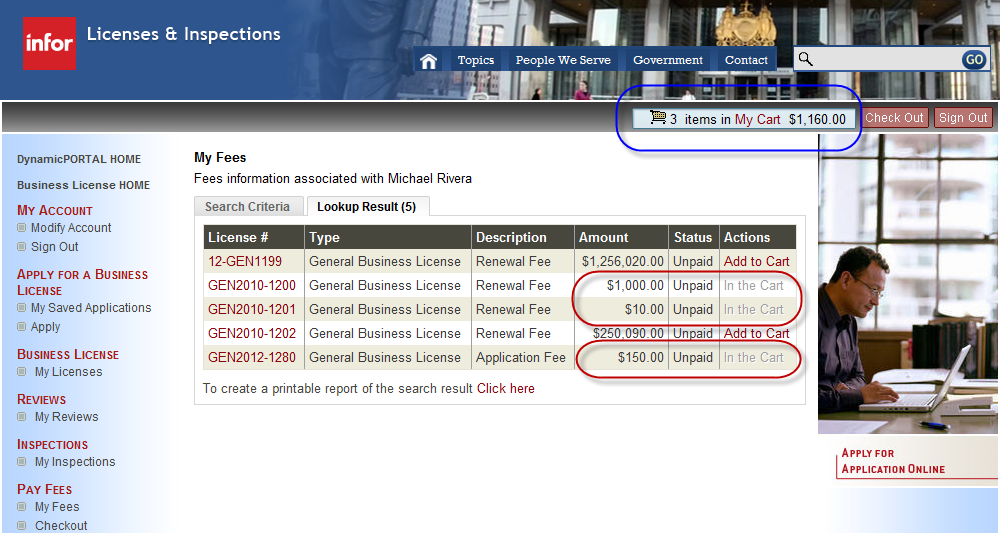 infor
Licenses & Inspections
Topics People We Serve Government Contact
GO
3 items in My Cart $1,160.00 Check Out Sign Out
DynamicPORTAL HOME
Business License HOME
MY ACCOUNT
Modify Account
Sign Out
APPLY FOR A BUSINESS
LICENSE
My Saved Applications
Apply
BUSINESS LICENSE
My Licenses
REVIEWS
My Reviews
INSPECTIONS
My Inspections
PAY FEES
My Fees
Checkout
My Fees
Fees information associated with Michael Rivera
Search Criteria Lookup Result (5)
License # Type Description Amount Status Actions
12-GEN1199 General Business License Renewal Fee $1,256,020.00 Unpaid Add to Cart
GEN2010-1200 General Business License Renewal Fee $1,000.00 Unpaid In the Cart
GEN2010-1201 General Business License Renewal Fee $10.00 Unpaid In the Cart
GEN2010-1202 General Business License Renewal Fee $250,090.00 Unpaid Add to Cart
GEN2012-1280 General Business License Application Fee $150.00 Unpaid In the Cart
To create a printable report of the search result Click here
APPLY FOR
APPLICATION ONLINE